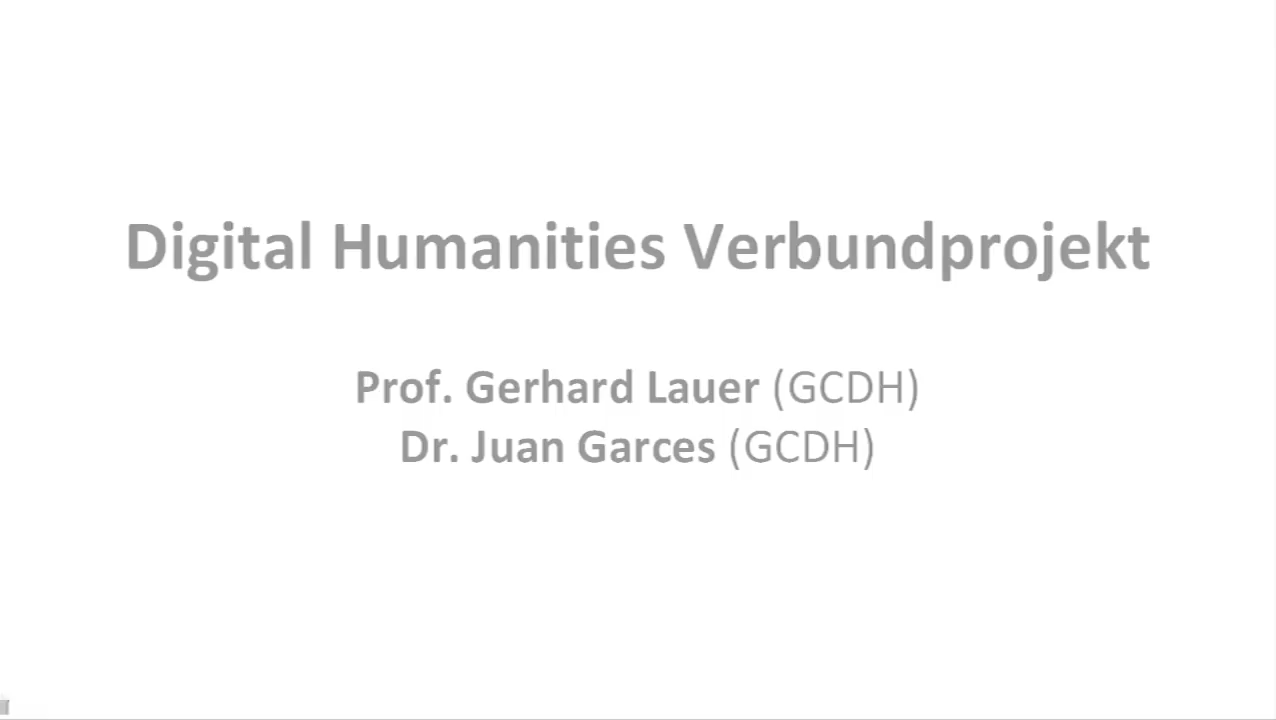 Digital Humanities Verbundprojekt
Prof. Gerhard Lauer (GCDH)
Dr. Juan Garces (GCDH)